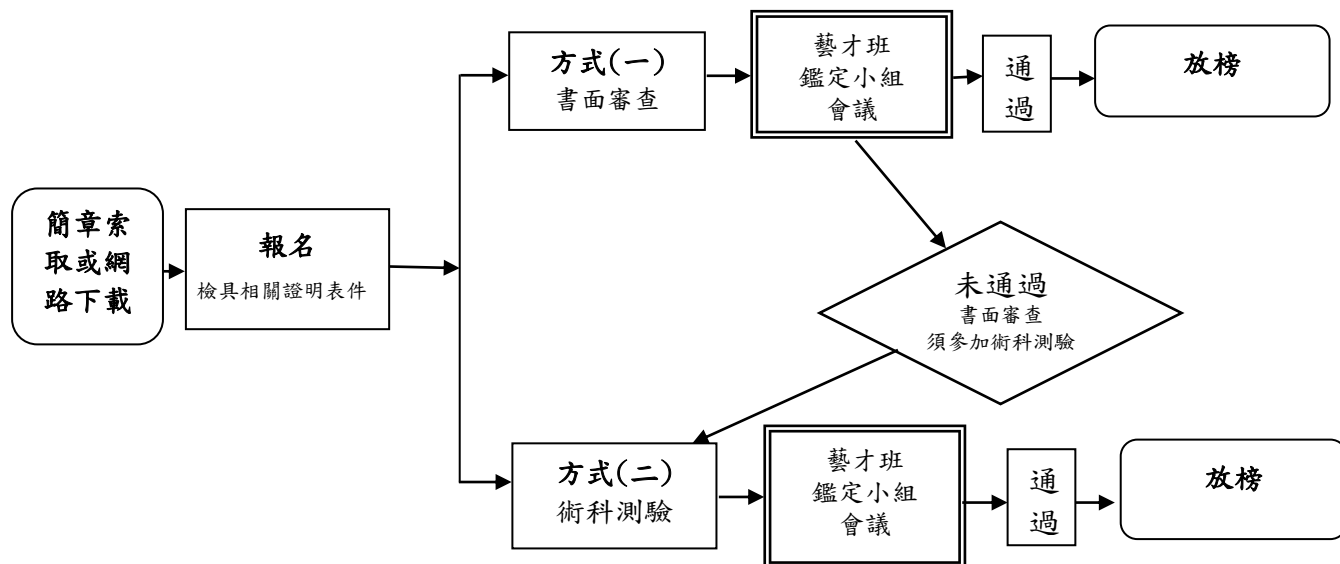 簡章索
取或網
路下載
報名
檢具相關證明表件
方式(一)
書面審查
藝才班
鑑定小組
會議
通
過
放榜
未通過
書面審查
須參加術科測驗
方式(二)
術科測驗
藝才班
鑑定小組
會議
通
過
放榜